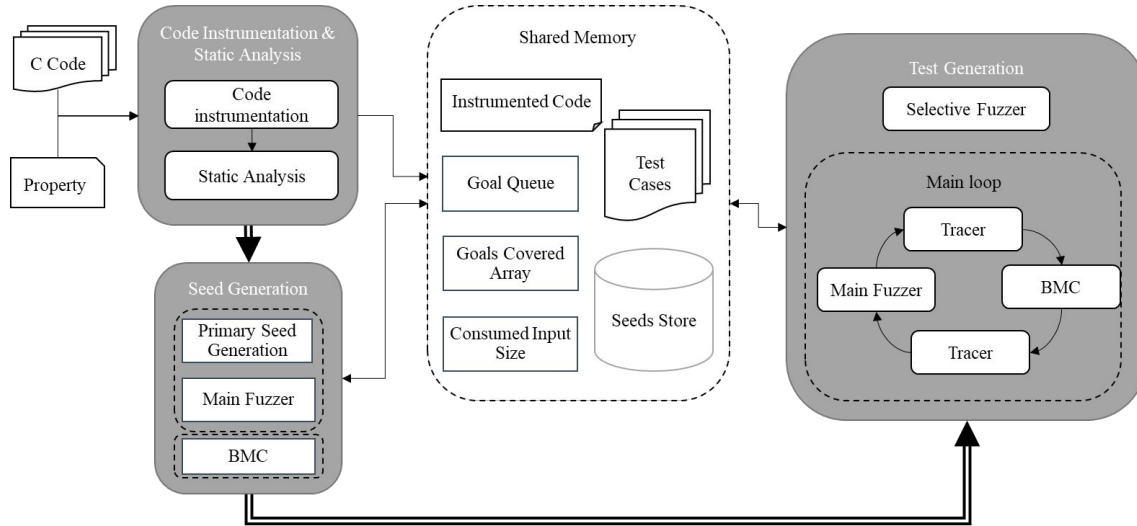 C Code
Property
Code Instrumentation &
Static Analysis
Code
instrumentation
Static Analysis
Seed Generation
Primary Seed
Generation
Main Fuzzer
BMC
Shared Memory
Instrumented Code
Goal Queue
Goals Covered
Array
Consumed Input
Size
Test
Cases
Seeds Store
Test Generation
Selective Fuzzer
Main loop
Tracer
Main Fuzzer
BMC
Tracer